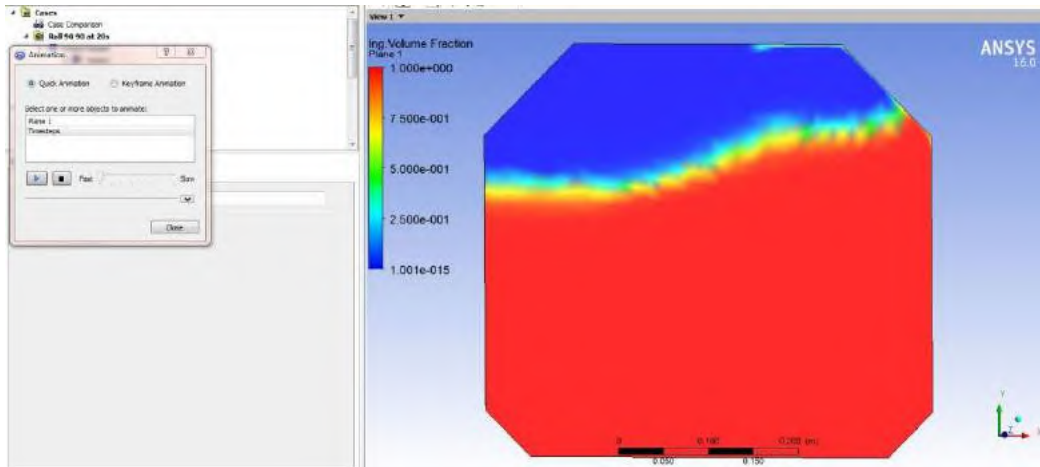 Cases
Case Comparison
Roll 90 90 at 20s
Animation
Quick Animation
Keyframe Animation
Select one or more objects to animate:
Plane 1
Timesteps
Fast
Slow
Close
View 1
lng.Volume Fraction
Plane 1
1.000e+000
7.500e-001
5.000e-001
2.500e-001
1.001e-015
ANSYS
16.0
0
0.100
0.200 (m)
0.050
0.150
Y
Z
X